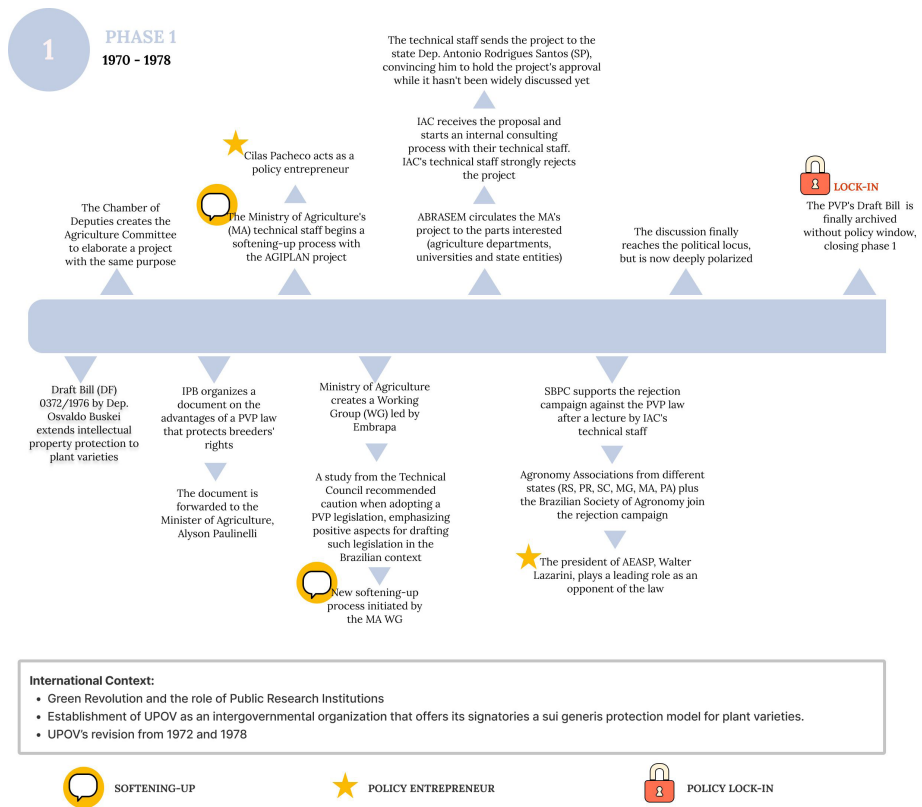 1
PHASE 1
1970 - 1978
The technical staff sends the project to the
state Dep. Antonio Rodrigues Santos (SP),
convincing him to hold the project's approval
while it hasn't been widely discussed yet
IAC receives the proposal and
starts an internal consulting
process with their technical staff.
IAC's technical staff strongly rejects
the project
Cilas Pacheco acts as a
policy entrepreneur
The Chamber of
Deputies creates the
Agriculture Committee
to elaborate a project
with the same purpose
The Ministry of Agriculture's
(MA) technical staff begins a
softening-up process with
the AGIPLAN project
ABRASEM circulates the MA's
project to the parts interested
(agriculture departments,
universities and state entities)
The discussion finally
reaches the political locus,
but is now deeply polarized
LOCK-IN
The PVP's Draft Bill is
finally archived
without policy window,
closing phase 1
Draft Bill (DF)
0372/1976 by Dep.
Osvaldo Buskei
extends intellectual
property protection to
plant varieties
IPB organizes a
document on the
advantages of a PVP law
that protects breeders'
rights
The document is
forwarded to the
Minister of Agriculture,
Alyson Paulinelli
Ministry of Agriculture
creates a Working
Group (WG) led by
Embrapa
A study from the Technical
Council recommended
caution when adopting a
PVP legislation, emphasizing
positive aspects for drafting
such legislation in the
Brazilian context
New softening-up
process initiated by
the MA WG
SBPC supports the rejection
campaign against the PVP law
after a lecture by IAC's
technical staff
Agronomy Associations from different
states (RS, PR, SC, MG, MA, PA) plus
the Brazilian Society of Agronomy join
the rejection campaign
The president of AEASP, Walter
Lazarini, plays a leading role as an
opponent of the law
International Context:
• Green Revolution and the role of Public Research Institutions
• Establishment of UPOV as an intergovernmental organization that offers its signatories a sui generis protection model for plant varieties.
• UPOV's revision from 1972 and 1978
SOFTENING-UP
POLICY ENTREPRENEUR
POLICY LOCK-IN